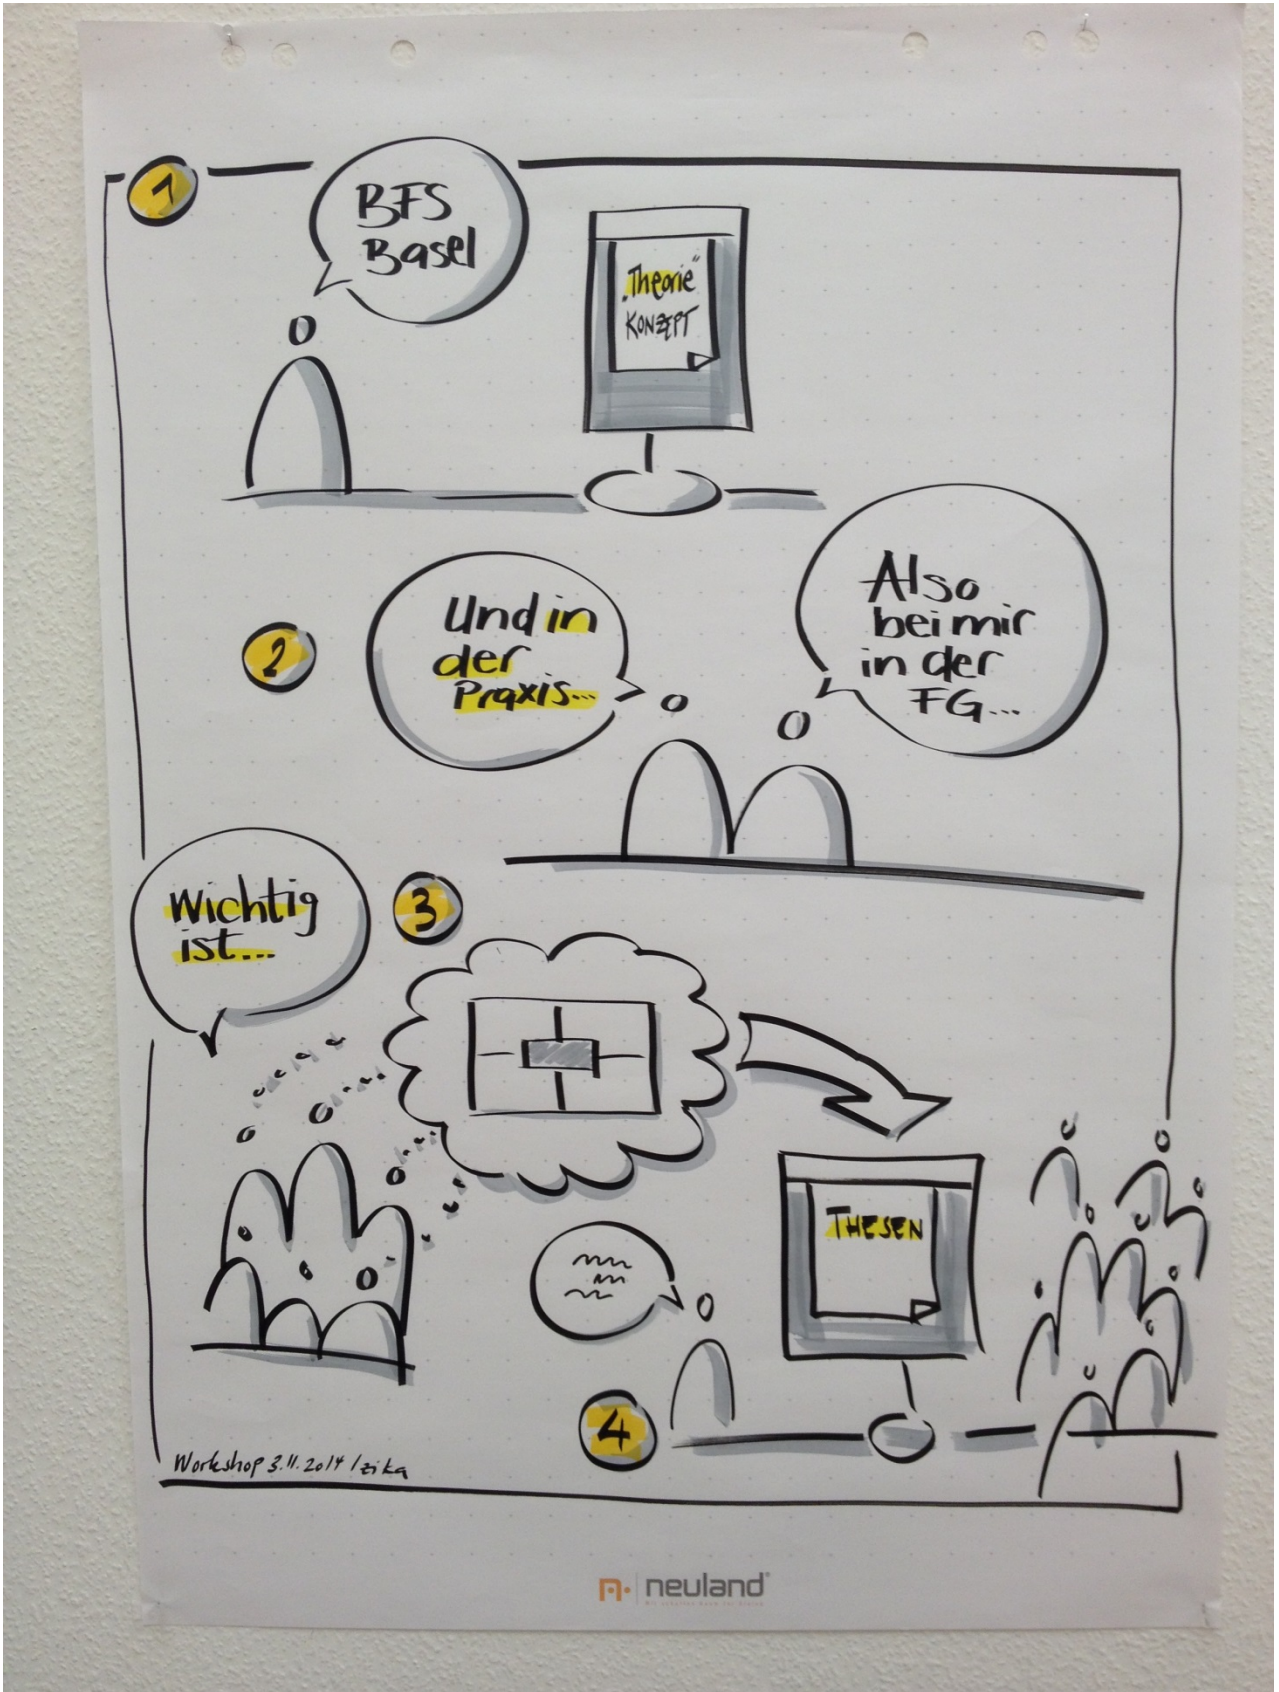 1
BFS
Basel
„Theorie“
KONZEPT
2
Und in
der
Praxis...
Also
bei mir
in der
FG...
Wichtig
ist...
3
THESEN
4
Workshop 3.11.2014 / zika
neuland